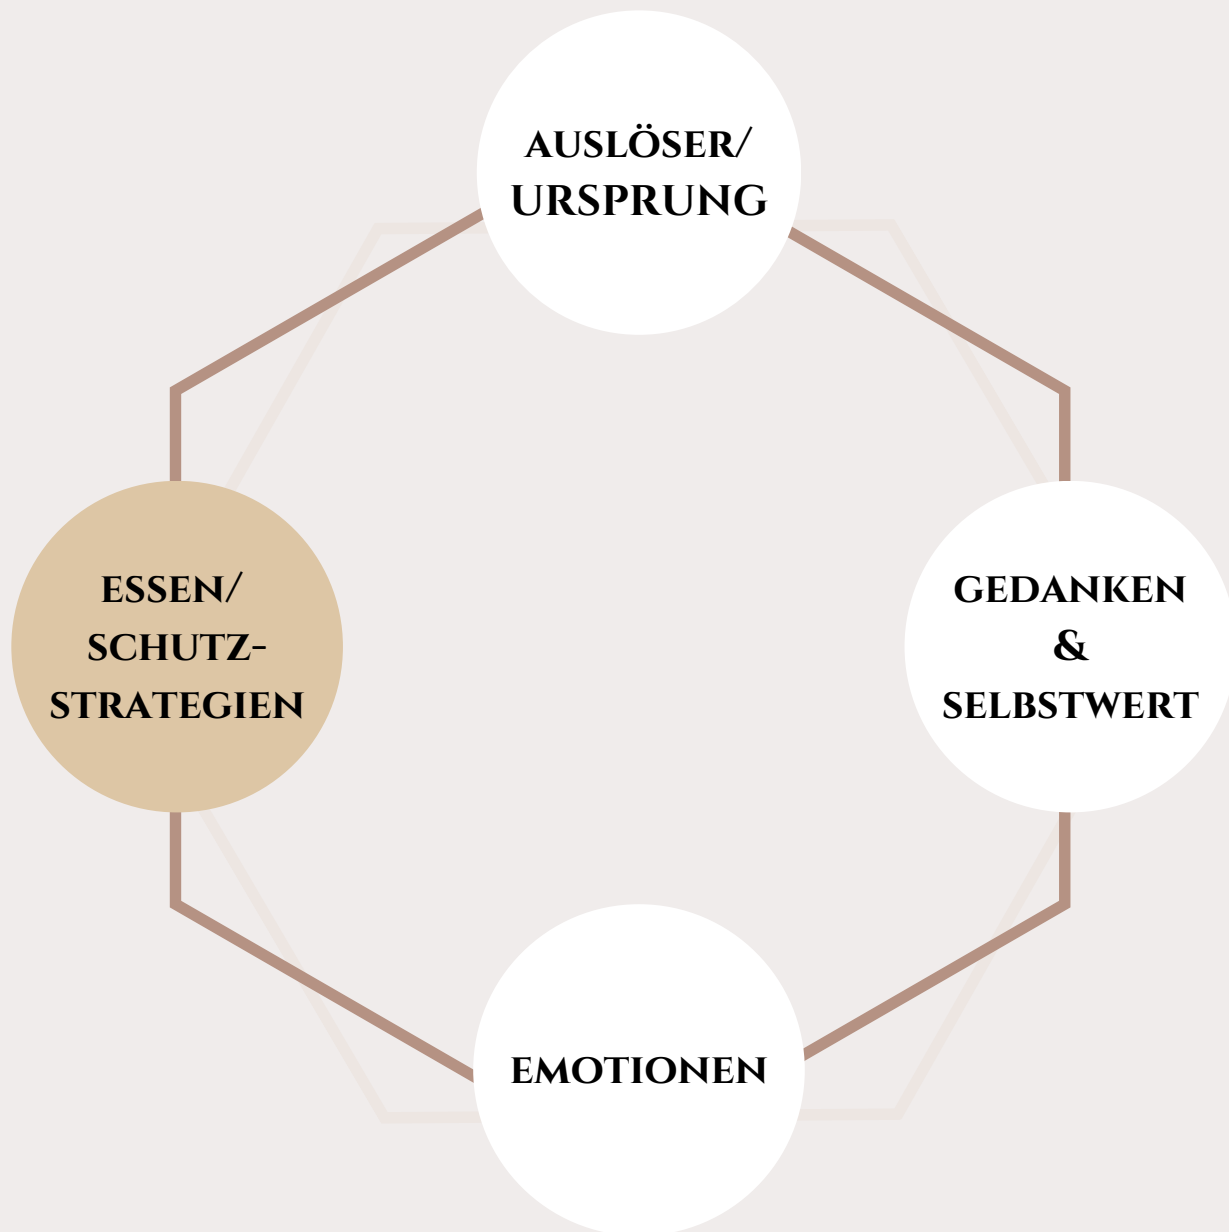 AUSLÖSER/
URSPRUNG
ESSEN/
SCHUTZ-
STRATEGIEN
GEDANKEN
&
SELBSTWERT
EMOTIONEN